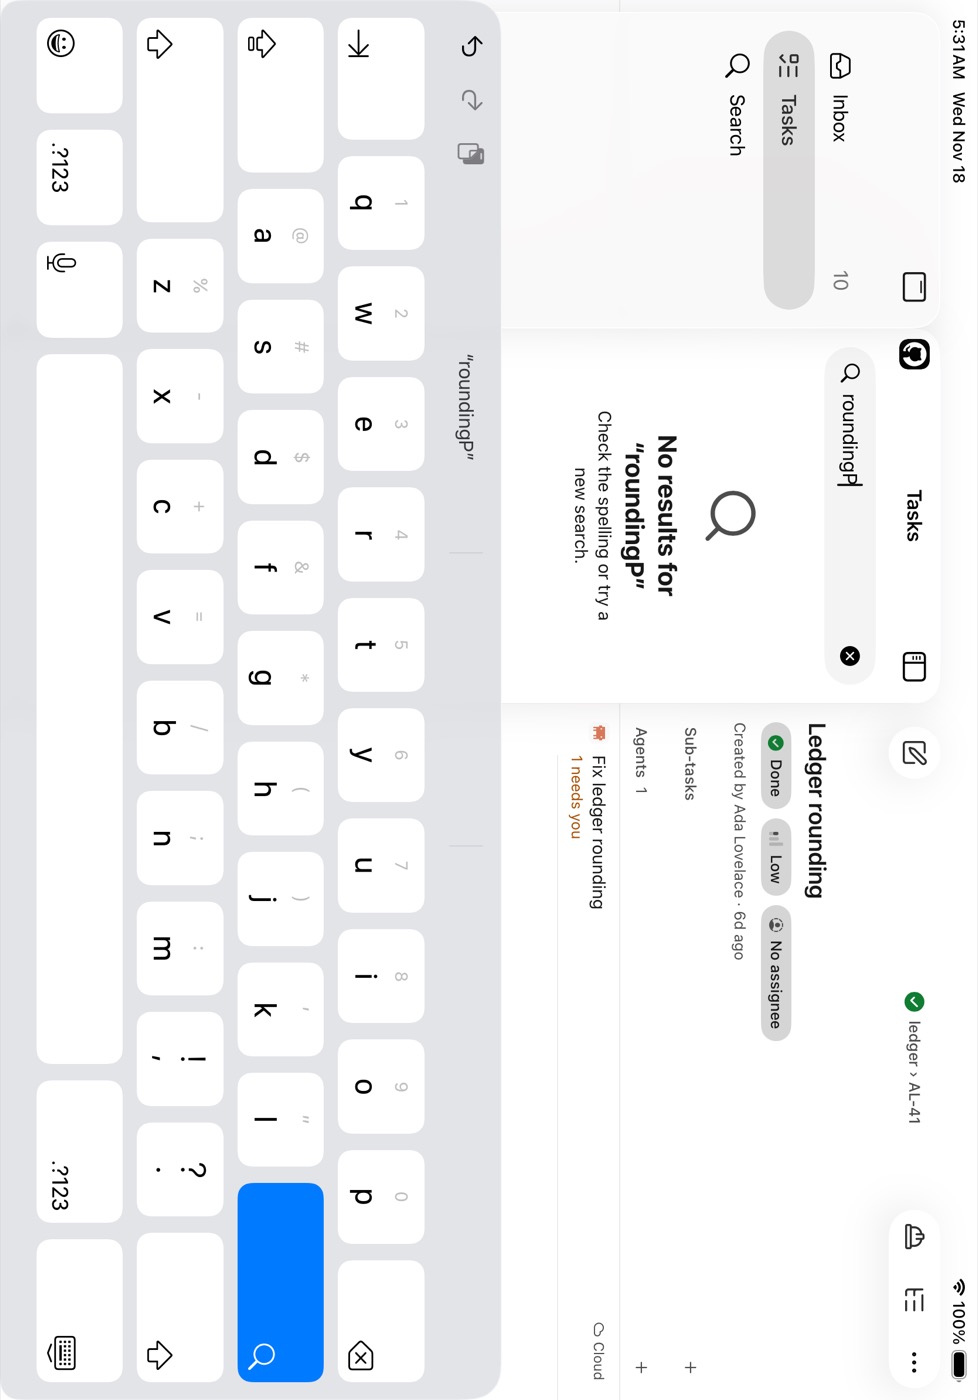 5:31 AM Wed Nov 18
100%
Inbox 10
Tasks
Search
Tasks
roundingP
No results for
“roundingP”
Check the spelling or try a
new search.
ledger › AL-41
Ledger rounding
Done Low No assignee
Created by Ada Lovelace · 6d ago
Sub-tasks +
Agents 1 +
Fix ledger rounding Cloud
1 needs you
“roundingP”
1 2 3 4 5 6 7 8 9 0
q w e r t y u i o p
@ # $ & * ( ) ' "
a s d f g h j k l
% - + = / ; : ! ?
z x c v b n m , .
.?123 .?123